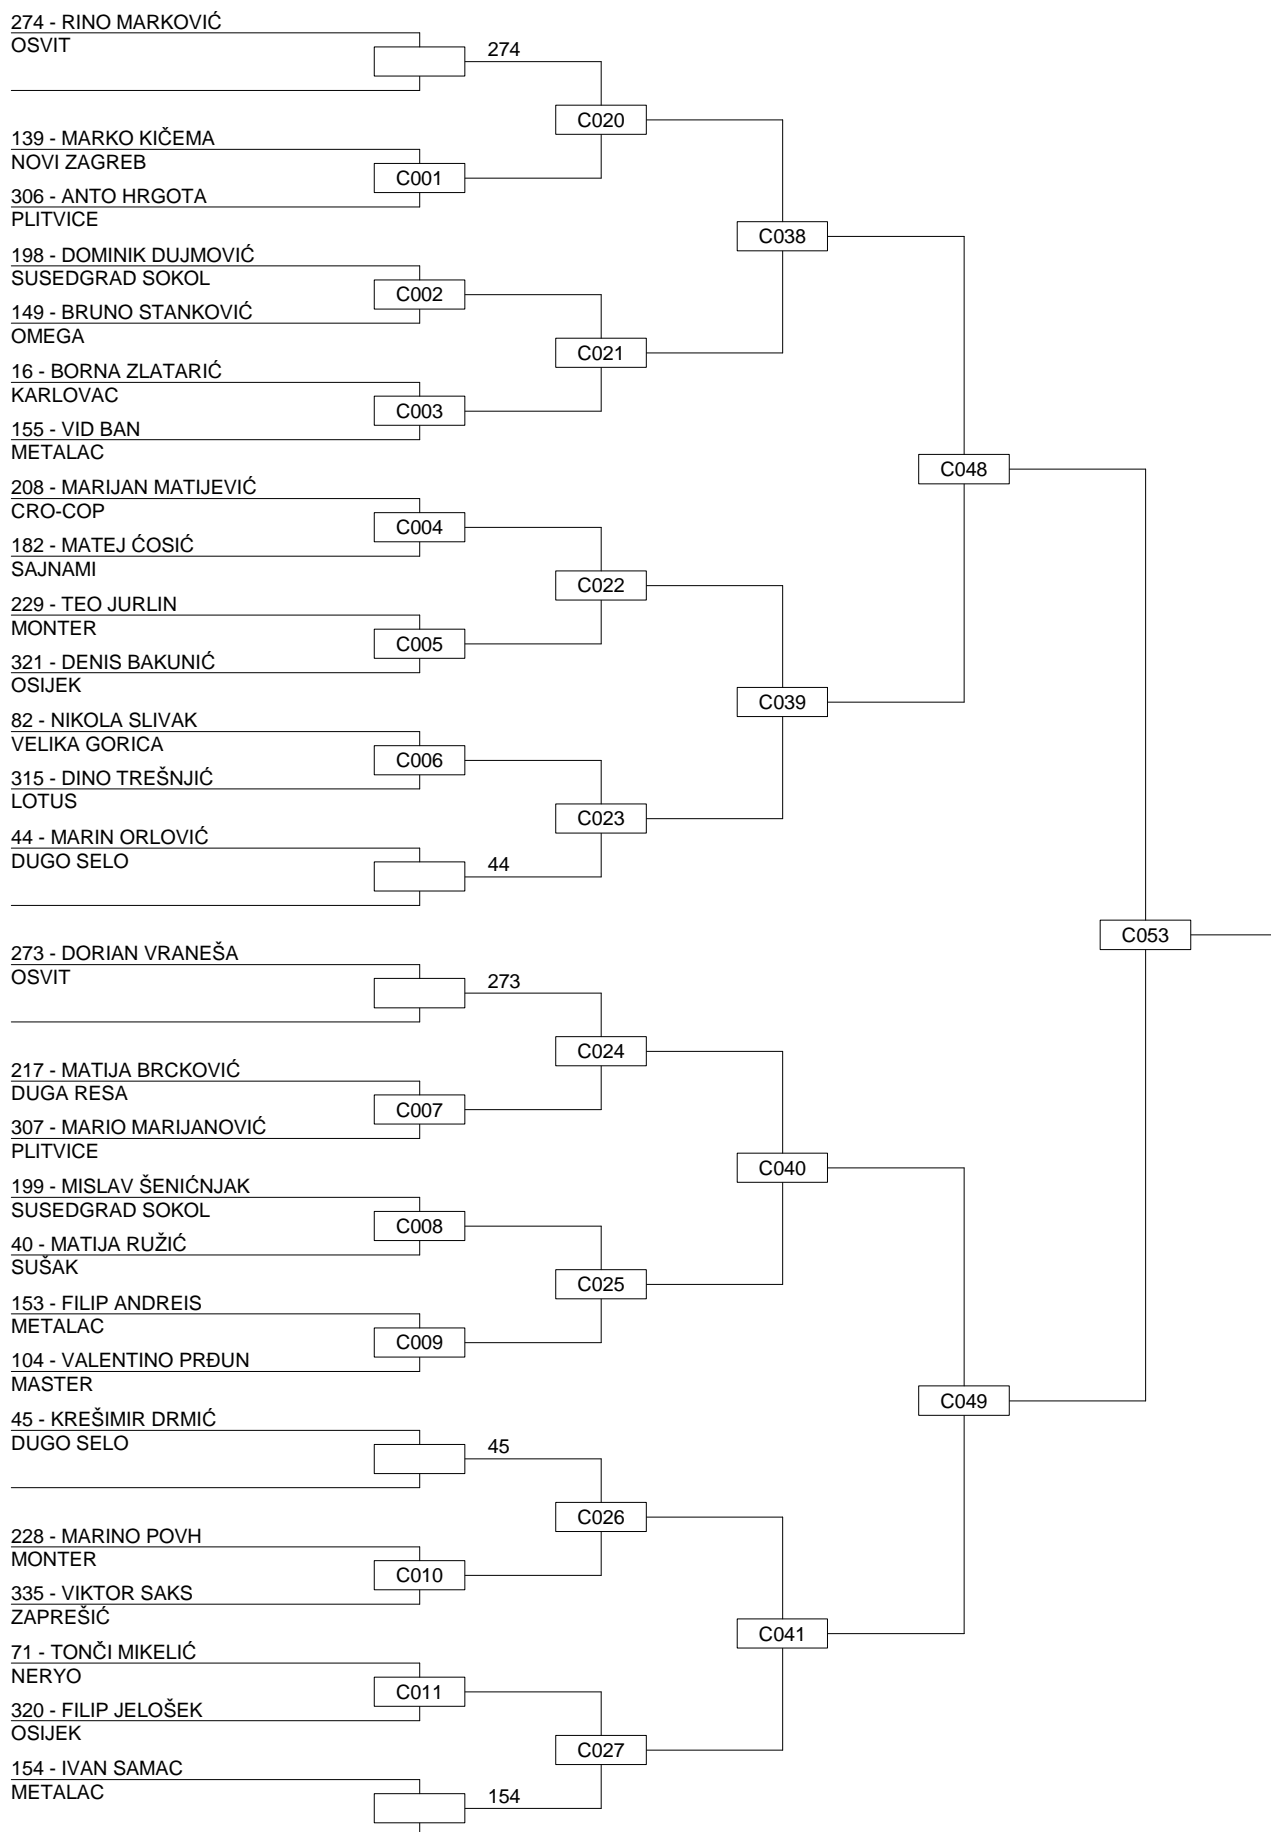 274 - RINO MARKOVIĆ
OSVIT
274
C020
139 - MARKO KIČEMA
NOVI ZAGREB
C001
306 - ANTO HRGOTA
PLITVICE
C038
198 - DOMINIK DUJMOVIĆ
SUSEDGRAD SOKOL
C002
149 - BRUNO STANKOVIĆ
OMEGA
C021
16 - BORNA ZLATARIĆ
KARLOVAC
C003
155 - VID BAN
METALAC
C048
208 - MARIJAN MATIJEVIĆ
CRO-COP
C004
182 - MATEJ ĆOSIĆ
SAJNAMI
C022
229 - TEO JURLIN
MONTER
C005
321 - DENIS BAKUNIĆ
OSIJEK
C039
82 - NIKOLA SLIVAK
VELIKA GORICA
C006
315 - DINO TREŠNJIĆ
LOTUS
C023
44 - MARIN ORLOVIĆ
DUGO SELO
44
C053
273 - DORIAN VRANEŠA
OSVIT
273
C024
217 - MATIJA BRCKOVIĆ
DUGA RESA
C007
307 - MARIO MARIJANOVIĆ
PLITVICE
C040
199 - MISLAV ŠENIĆNJAK
SUSEDGRAD SOKOL
C008
40 - MATIJA RUŽIĆ
SUŠAK
C025
153 - FILIP ANDREIS
METALAC
C009
104 - VALENTINO PRĐUN
MASTER
C049
45 - KREŠIMIR DRMIĆ
DUGO SELO
45
C026
228 - MARINO POVH
MONTER
C010
335 - VIKTOR SAKS
ZAPREŠIĆ
C041
71 - TONČI MIKELIĆ
NERYO
C011
320 - FILIP JELOŠEK
OSIJEK
C027
154 - IVAN SAMAC
METALAC
154